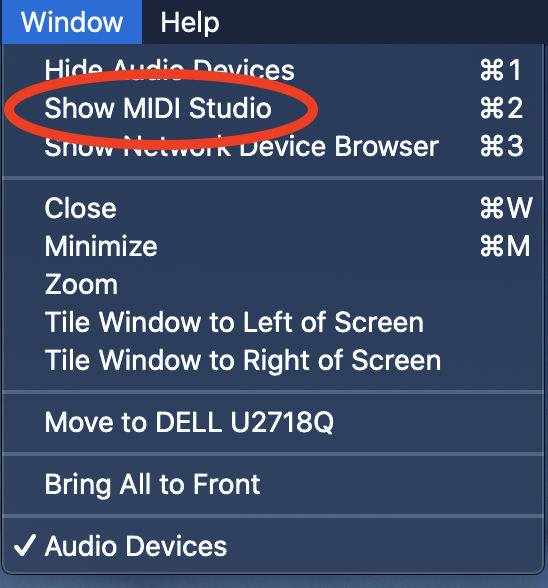 Window Help
Hide Audio Devices ⌘1
Show MIDI Studio ⌘2
Show Network Device Browser ⌘3
Close ⌘W
Minimize ⌘M
Zoom
Tile Window to Left of Screen
Tile Window to Right of Screen
Move to DELL U2718Q
Bring All to Front
✓ Audio Devices